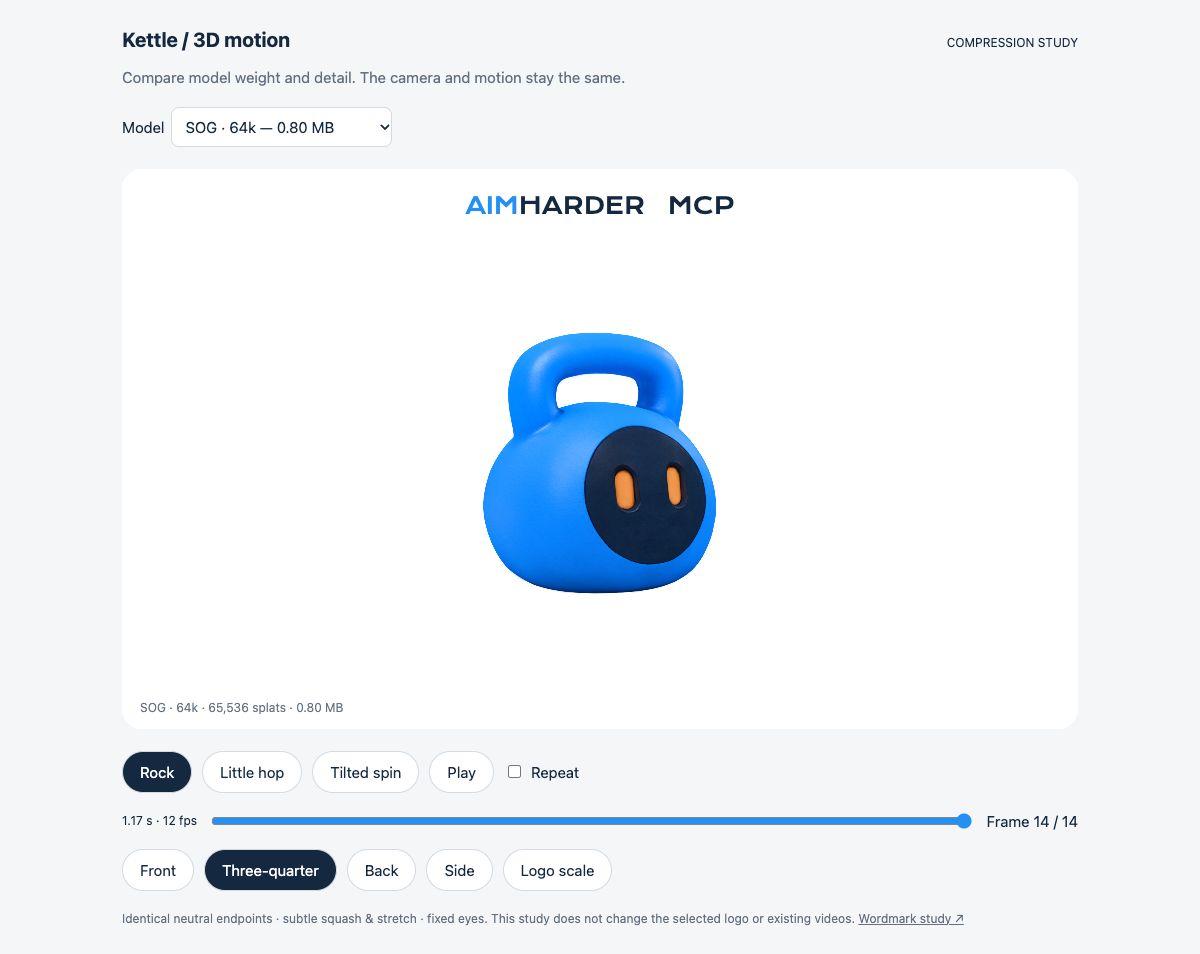 Kettle / 3D motion
COMPRESSION STUDY
Compare model weight and detail. The camera and motion stay the same.
Model SOG · 64k — 0.80 MB
AIMHARDER MCP
SOG · 64k · 65,536 splats · 0.80 MB
Rock Little hop Tilted spin Play Repeat
1.17 s · 12 fps Frame 14 / 14
Front Three-quarter Back Side Logo scale
Identical neutral endpoints · subtle squash & stretch · fixed eyes. This study does not change the selected logo or existing videos. Wordmark study ↗